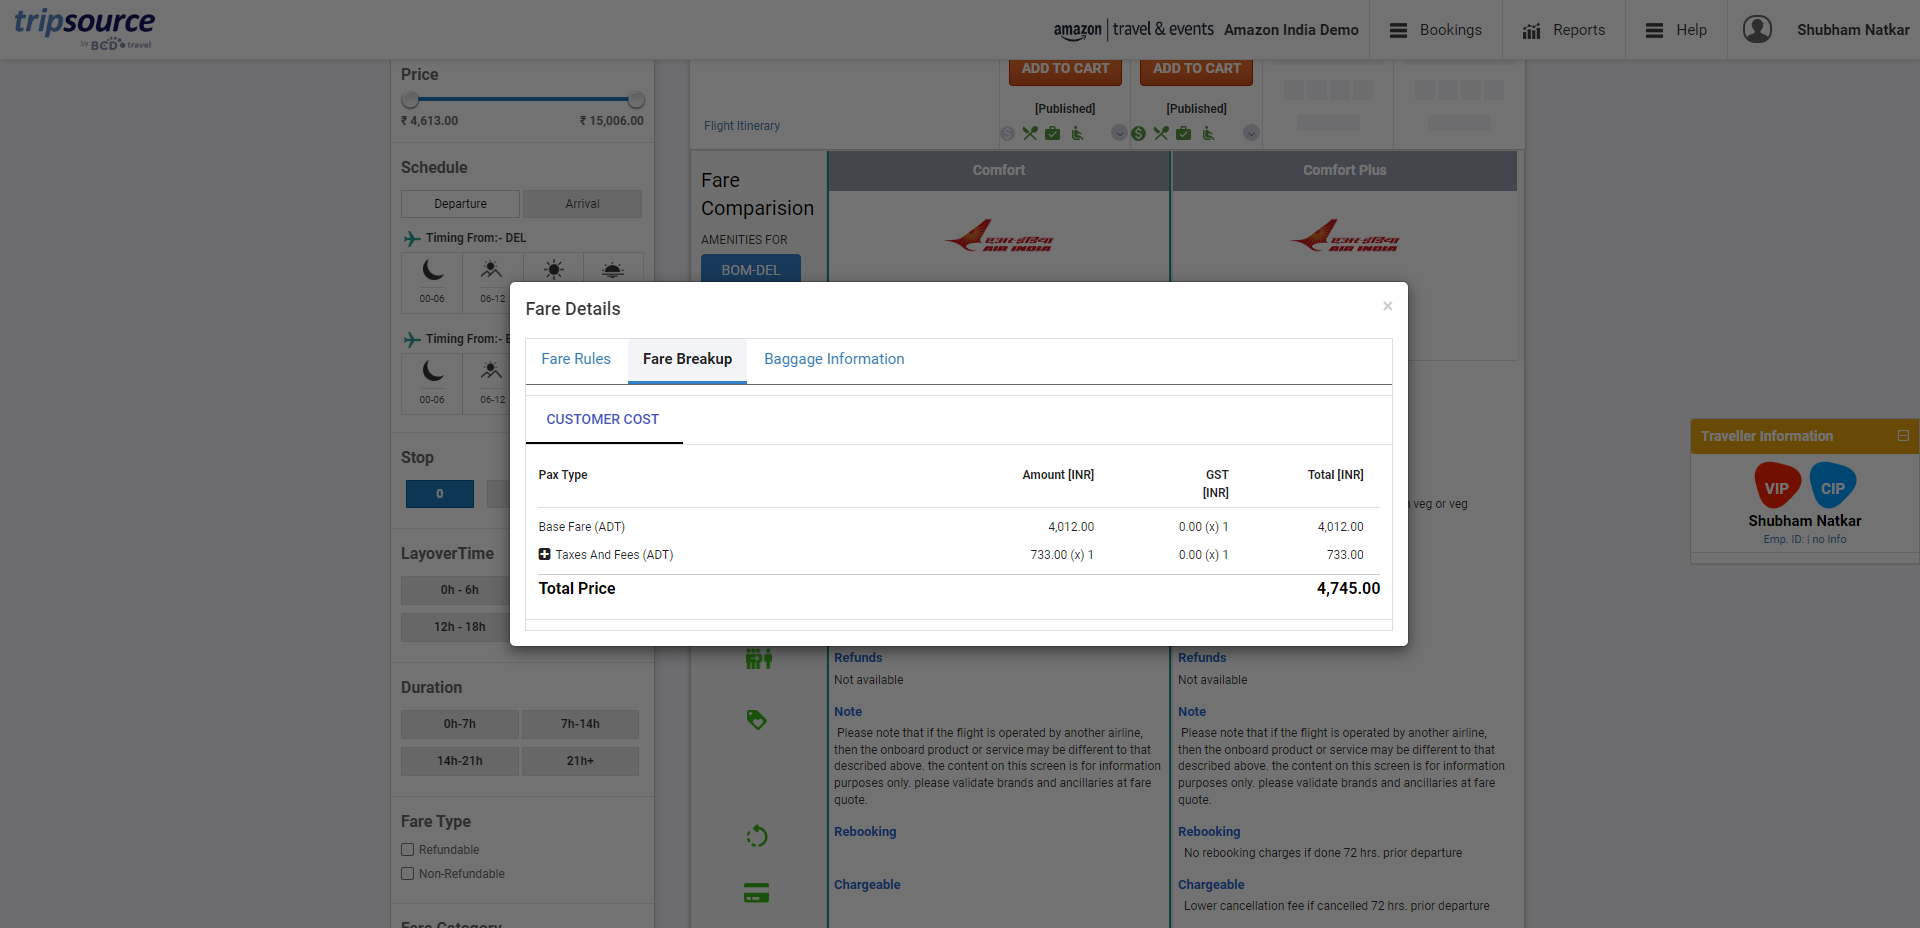 tripsource
by BCD travel
amazon | travel & events
Amazon India Demo
Bookings
Reports
Help
Shubham Natkar
Price
₹ 4,613.00
₹ 15,006.00
Schedule
Departure
Arrival
Timing From:- DEL
00-06
06-12
Timing From:-
00-06
06-12
Stop
0
LayoverTime
0h - 6h
12h - 18h
Duration
0h-7h
7h-14h
14h-21h
21h+
Fare Type
Refundable
Non-Refundable
Fare Category
ADD TO CART
ADD TO CART
[Published]
[Published]
Flight Itinerary
Fare
Comparision
AMENITIES FOR
BOM-DEL
Comfort
Comfort Plus
एअर-इंडिया
AIR INDIA
एअर-इंडिया
AIR INDIA
Fare Details
×
Fare Rules
Fare Breakup
Baggage Information
CUSTOMER COST
Pax Type
Amount [INR]
GST
[INR]
Total [INR]
Base Fare (ADT)
4,012.00
0.00 (x) 1
4,012.00
Taxes And Fees (ADT)
733.00 (x) 1
0.00 (x) 1
733.00
Total Price
4,745.00
veg or veg
Refunds
Not available
Note
Please note that if the flight is operated by another airline,
then the onboard product or service may be different to that
described above. the content on this screen is for information
purposes only. please validate brands and ancillaries at fare
quote.
Rebooking
Chargeable
Refunds
Not available
Note
Please note that if the flight is operated by another airline,
then the onboard product or service may be different to that
described above. the content on this screen is for information
purposes only. please validate brands and ancillaries at fare
quote.
Rebooking
No rebooking charges if done 72 hrs. prior departure
Chargeable
Lower cancellation fee if cancelled 72 hrs. prior departure
Traveller Information
VIP
CIP
Shubham Natkar
Emp. ID: | no Info